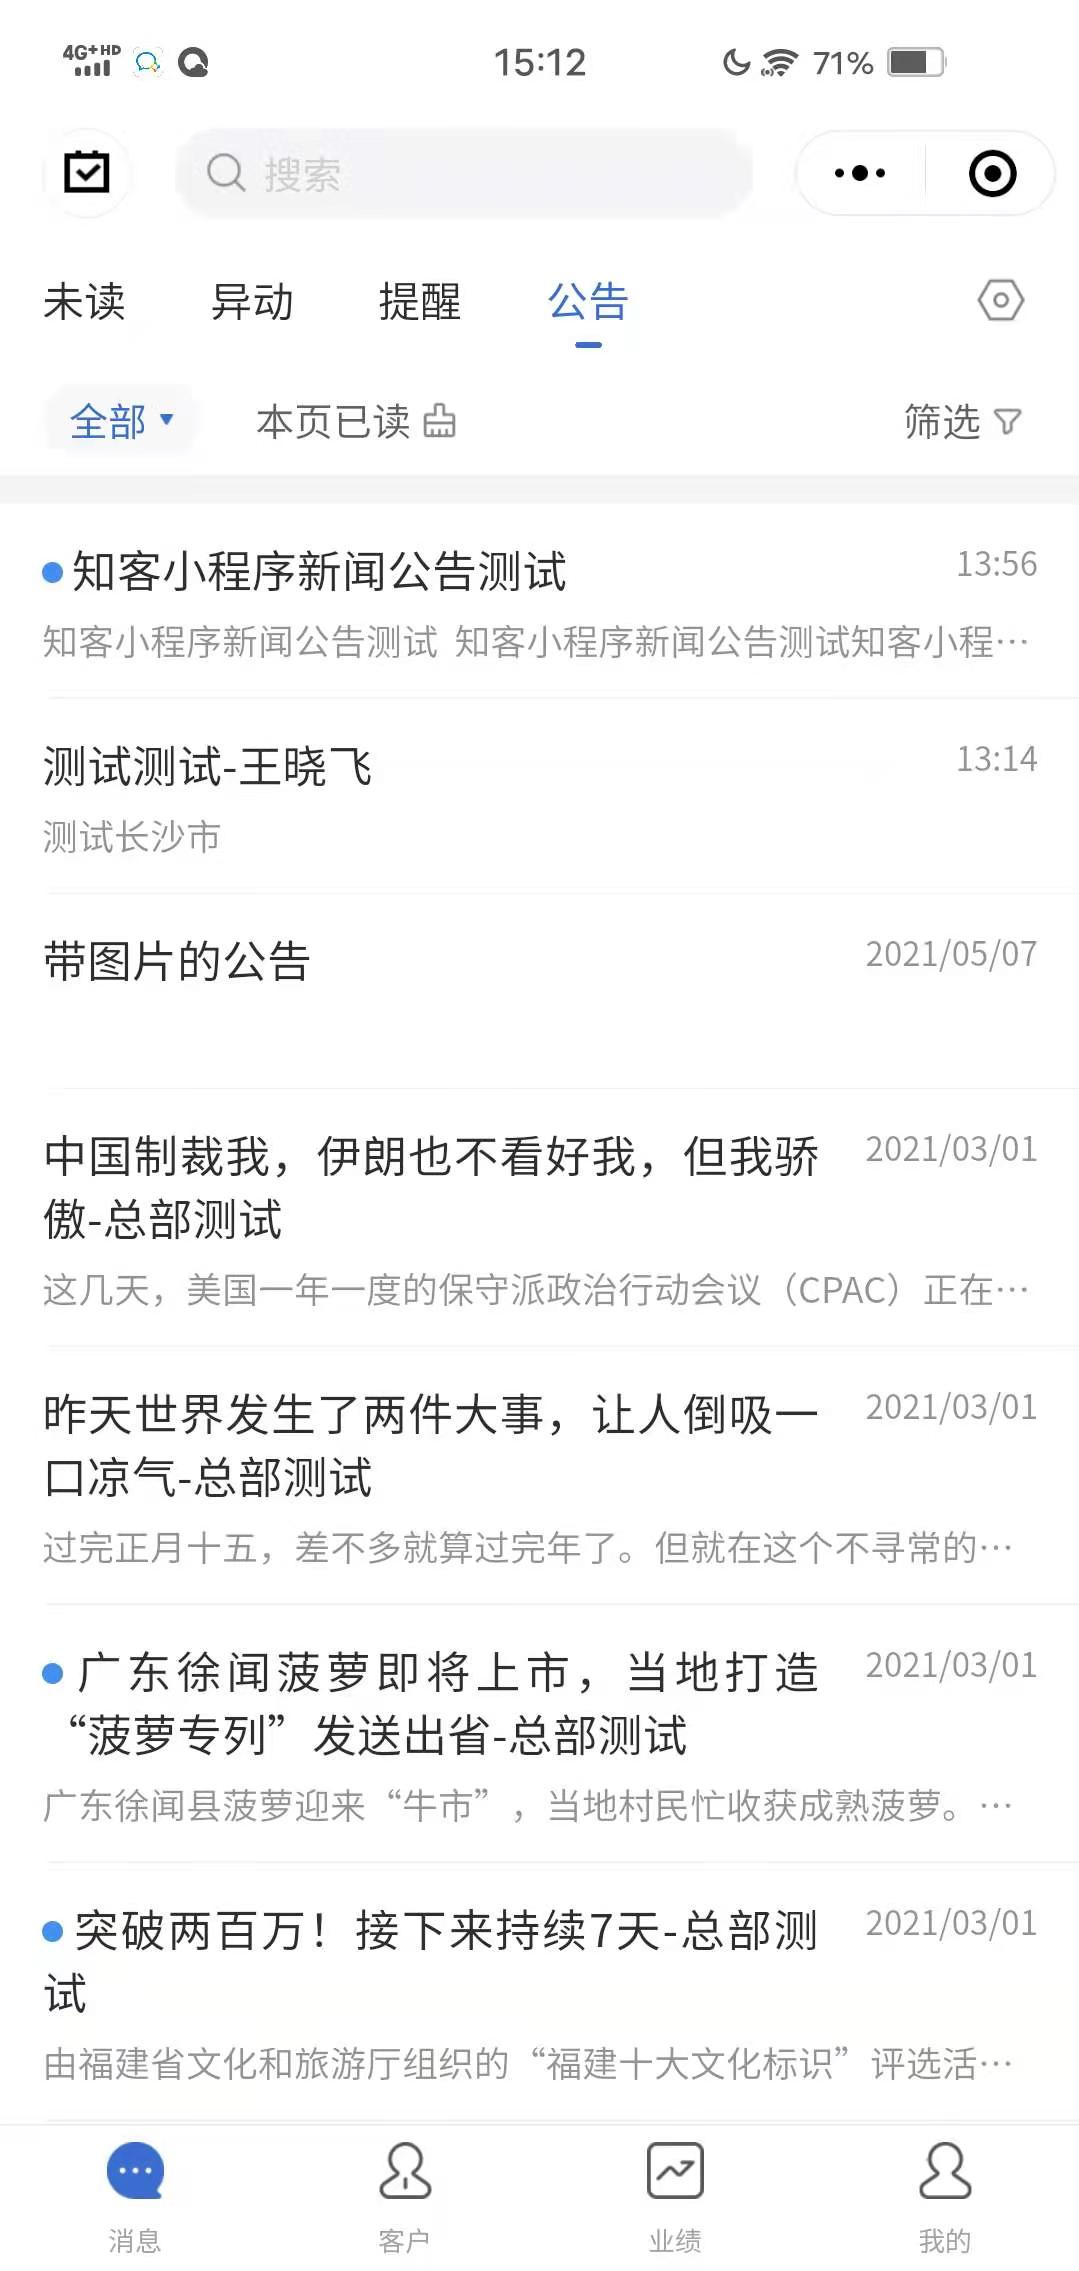 4G+ HD 15:12 71%
搜索
未读 异动 提醒 公告
全部 本页已读 筛选
知客小程序新闻公告测试 13:56
知客小程序新闻公告测试 知客小程序新闻公告测试知客小程…
测试测试-王晓飞 13:14
测试长沙市
带图片的公告 2021/05/07
中国制裁我，伊朗也不看好我，但我骄 2021/03/01
傲-总部测试
这几天，美国一年一度的保守派政治行动会议（CPAC）正在…
昨天世界发生了两件大事，让人倒吸一 2021/03/01
口凉气-总部测试
过完正月十五，差不多就算过完年了。但就在这个不寻常的…
广东徐闻菠萝即将上市，当地打造 2021/03/01
“菠萝专列”发送出省-总部测试
广东徐闻县菠萝迎来“牛市”，当地村民忙收获成熟菠萝。…
突破两百万！接下来持续7天-总部测 2021/03/01
试
由福建省文化和旅游厅组织的“福建十大文化标识”评选活…
消息 客户 业绩 我的